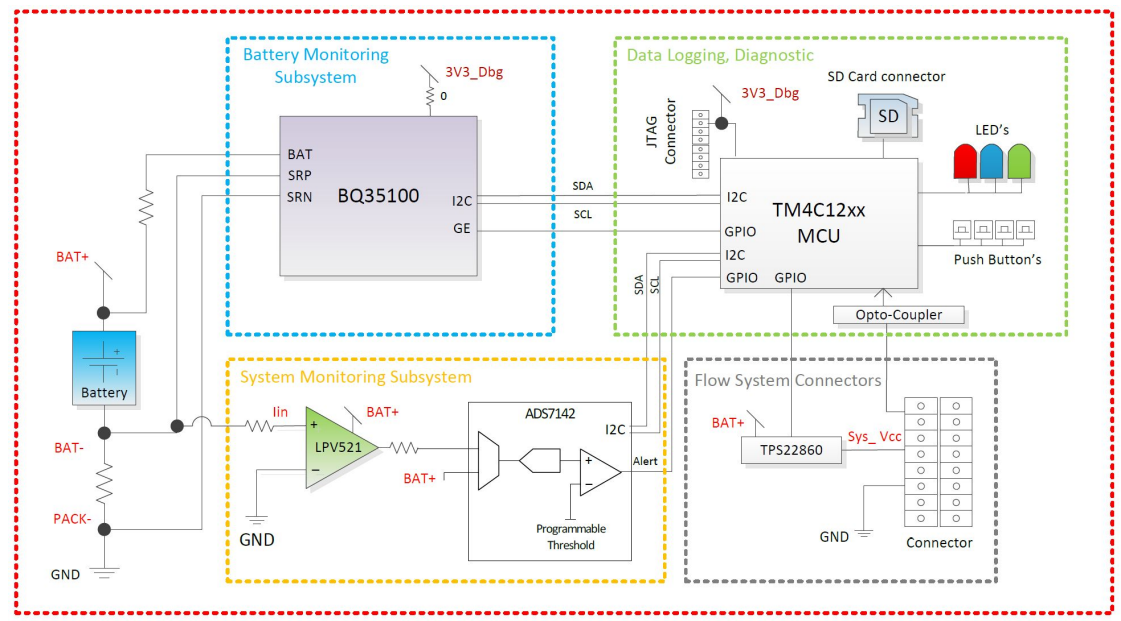 Battery Monitoring
Subsystem
3V3_Dbg
0
BAT
SRP
SRN
BQ35100
I2C
GE
SDA
SCL
Data Logging, Diagnostic
SD Card connector
3V3_Dbg
JTAG
Connector
SD
LED's
I2C
TM4C12xx
MCU
GPIO
I2C
GPIO
GPIO
Push Button's
SDA
SCL
Opto-Coupler
BAT+
Battery
BAT-
PACK-
GND
System Monitoring Subsystem
Iin
BAT+
+
LPV521
−
GND
BAT+
ADS7142
I2C
+
−
Alert
Programmable
Threshold
Flow System Connectors
BAT+
Sys_ Vcc
TPS22860
GND
Connector